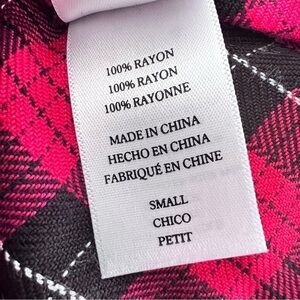 100% RAYON
100% RAYON
100% RAYONNE
MADE IN CHINA
HECHO EN CHINA
FABRIQUÉ EN CHINE
SMALL
CHICO
PETIT